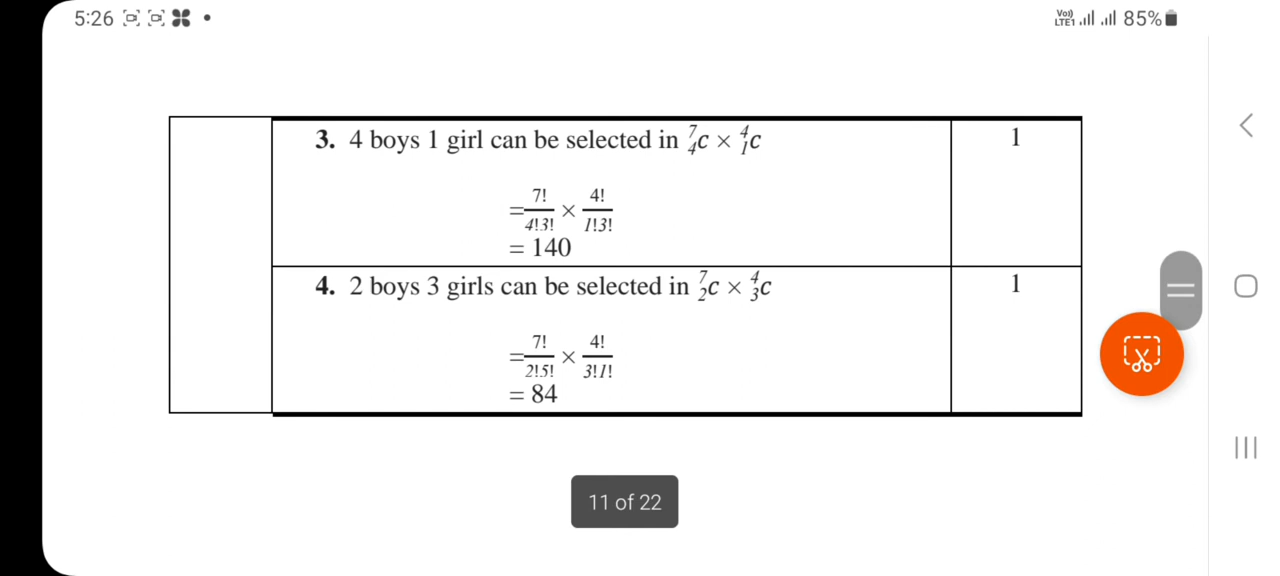 5:26
Vo)) LTE1 85%
3. 4 boys 1 girl can be selected in ⁷₄c × ⁴₁c 1
= 7!/4!3! × 4!/1!3!
= 140
4. 2 boys 3 girls can be selected in ⁷₂c × ⁴₃c 1
= 7!/2!5! × 4!/3!1!
= 84
11 of 22